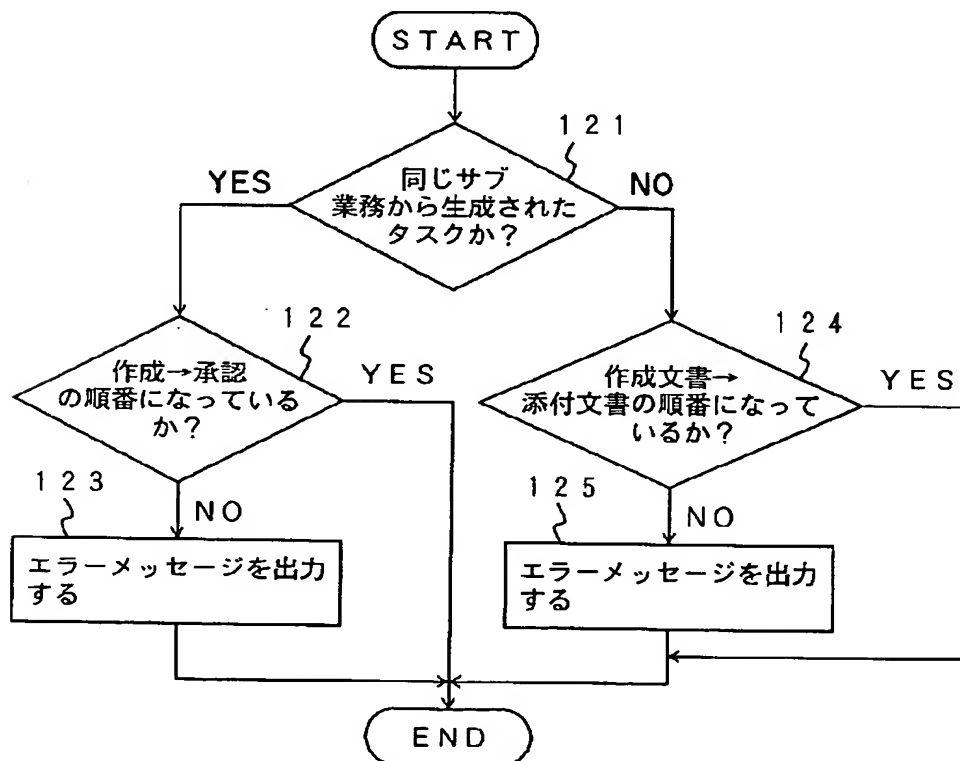 START
121
同じサブ
業務から生成された
タスクか？
YES
NO
122
作成→承認
の順番になっている
か？
YES
124
作成文書→
添付文書の順番になって
いるか？
YES
123
NO
エラーメッセージを出力
する
125
NO
エラーメッセージを出力
する
END